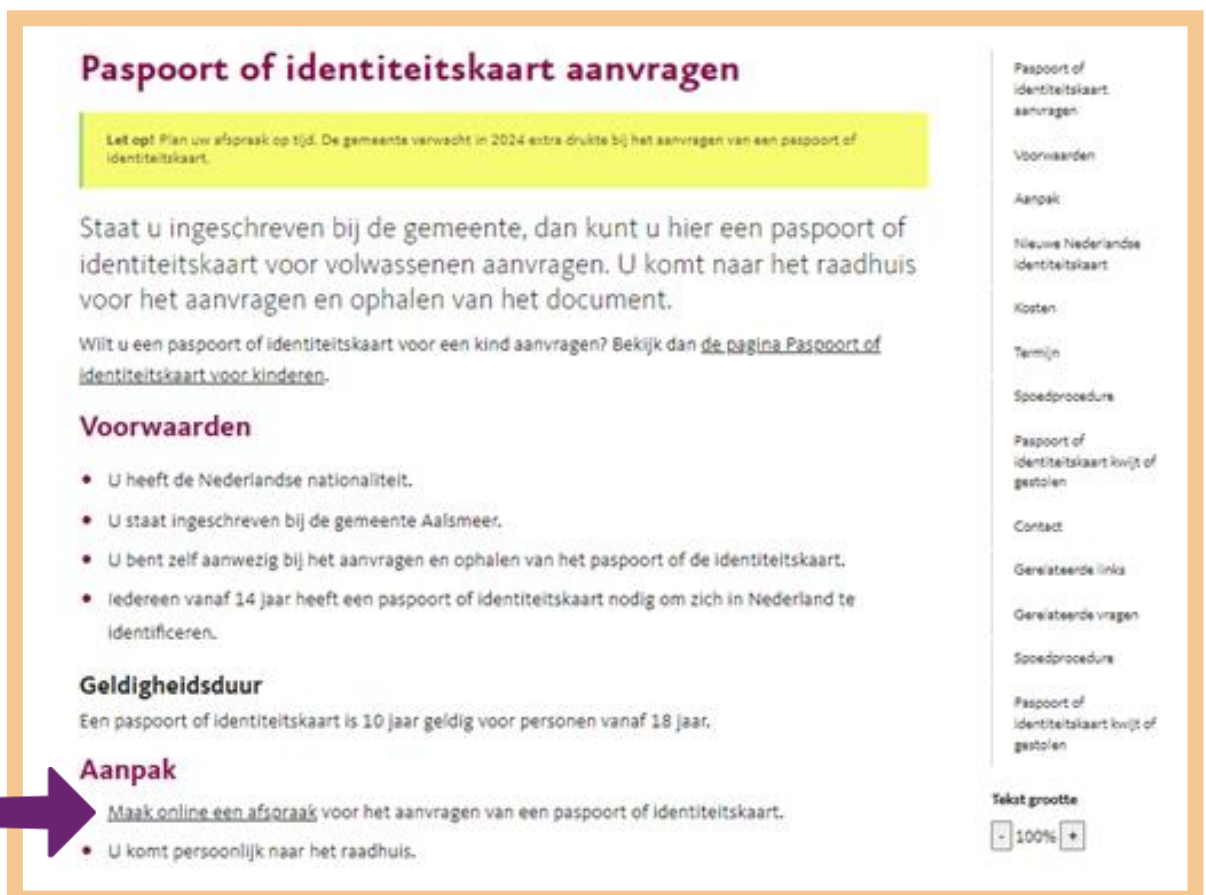 Paspoort of identiteitskaart aanvragen
Let op! Plan uw afspraak op tijd. De gemeente verwacht in 2024 extra drukte bij het aanvragen van een paspoort of
identiteitskaart.
Staat u ingeschreven bij de gemeente, dan kunt u hier een paspoort of
identiteitskaart voor volwassenen aanvragen. U komt naar het raadhuis
voor het aanvragen en ophalen van het document.
Wilt u een paspoort of identiteitskaart voor een kind aanvragen? Bekijk dan de pagina Paspoort of
identiteitskaart voor kinderen.
Voorwaarden
• U heeft de Nederlandse nationaliteit.
• U staat ingeschreven bij de gemeente Aalsmeer.
• U bent zelf aanwezig bij het aanvragen en ophalen van het paspoort of de identiteitskaart.
• Iedereen vanaf 14 jaar heeft een paspoort of identiteitskaart nodig om zich in Nederland te
identificeren.
Geldigheidsduur
Een paspoort of identiteitskaart is 10 jaar geldig voor personen vanaf 18 jaar.
Aanpak
Maak online een afspraak voor het aanvragen van een paspoort of identiteitskaart.
• U komt persoonlijk naar het raadhuis.
Paspoort of
identiteitskaart
aanvragen
Voorwaarden
Aanpak
Nieuwe Nederlandse
identiteitskaart
Kosten
Termijn
Spoedprocedure
Paspoort of
identiteitskaart kwijt of
gestolen
Contact
Gerelateerde links
Gerelateerde vragen
Spoedprocedure
Paspoort of
identiteitskaart kwijt of
gestolen
Tekst grootte
- 100% +